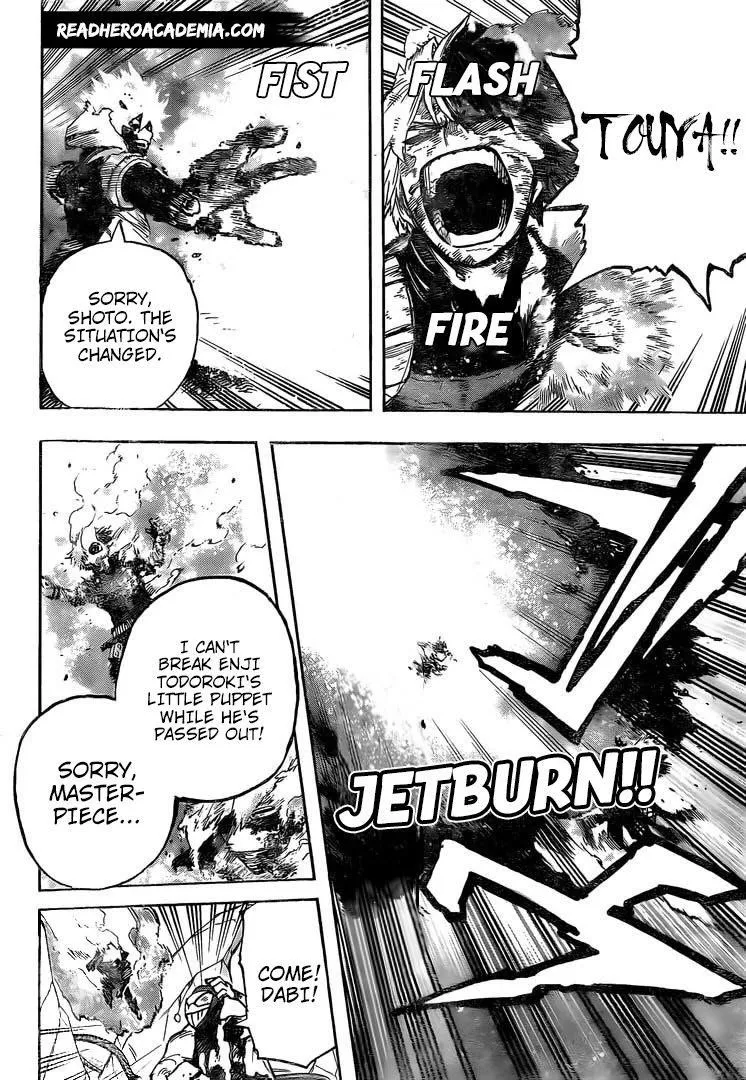 READHEROACADEMIA.COM
TOUYA!!
FLASH
FIRE
FIST
SORRY,
SHOTO. THE
SITUATION'S
CHANGED.
JETBURN!!
I CAN'T
BREAK ENJI
TODOROKI'S
LITTLE PUPPET
WHILE HE'S
PASSED OUT!
SORRY,
MASTER-
PIECE...
COME!
DABI!